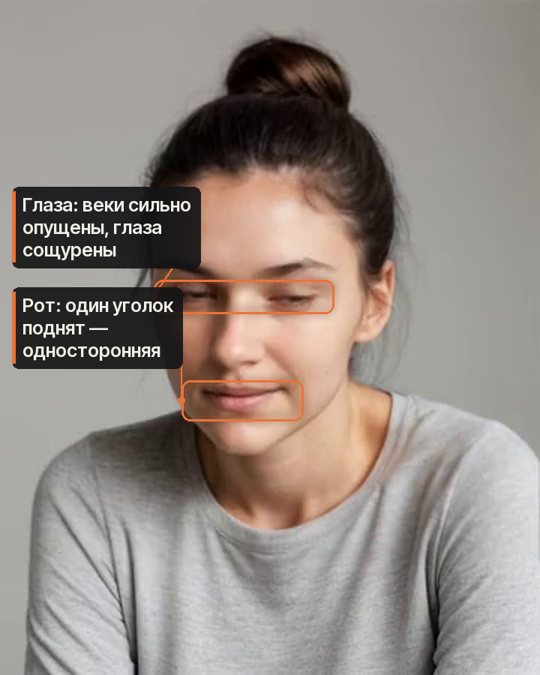 Глаза: веки сильно
опущены, глаза
сощурены
Рот: один уголок
поднят —
односторонняя